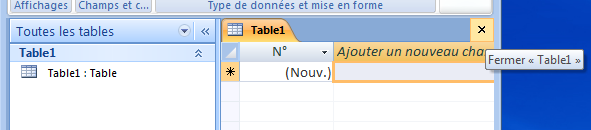 Affichages
Champs et c...
Type de données et mise en forme
Toutes les tables
Table1
Table1 : Table
Table1
N°
Ajouter un nouveau cha
(Nouv.)
Fermer « Table1 »